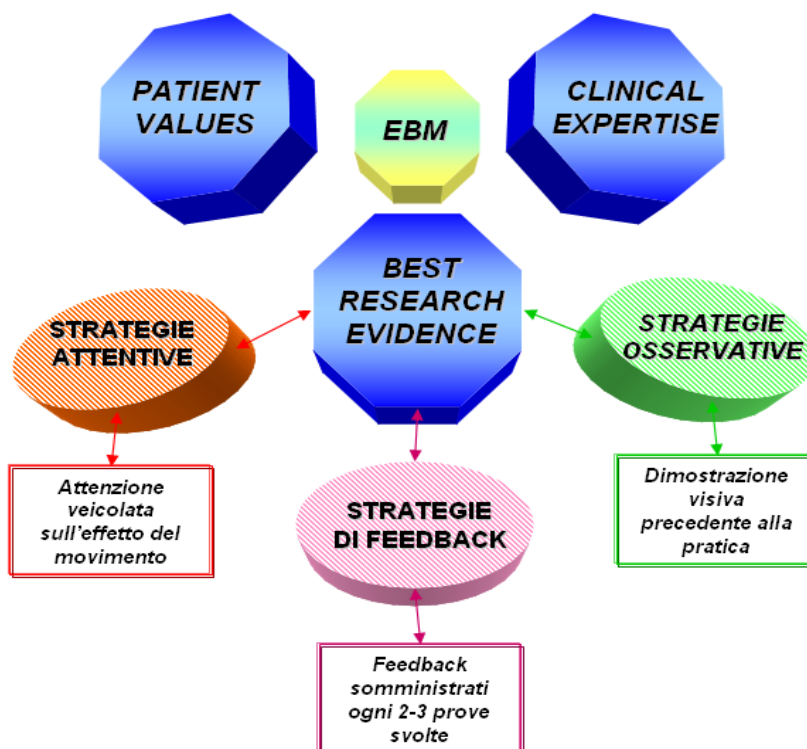 PATIENT
VALUES
EBM
CLINICAL
EXPERTISE
BEST
RESEARCH
EVIDENCE
STRATEGIE
ATTENTIVE
STRATEGIE
OSSERVATIVE
Attenzione
veicolata
sull'effetto del
movimento
STRATEGIE
DI FEEDBACK
Dimostrazione
visiva
precedente alla
pratica
Feedback
somministrati
ogni 2-3 prove
svolte